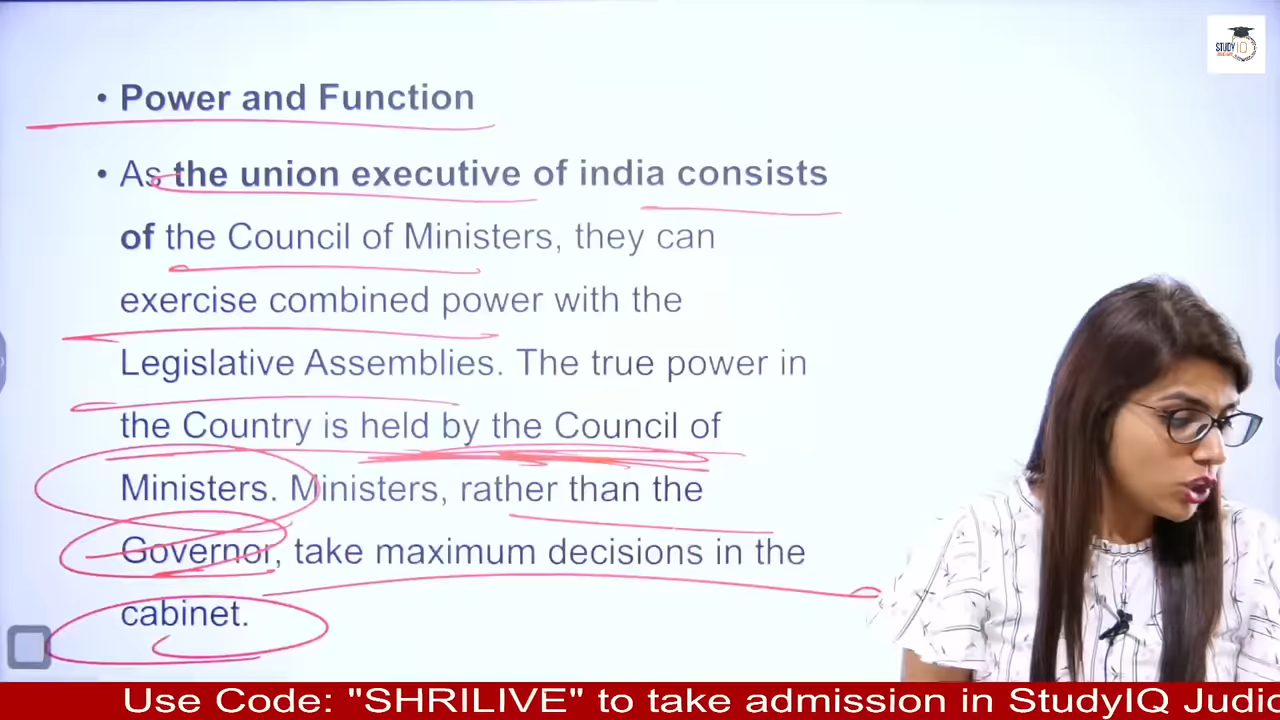 STUDY IQ
• Power and Function
• As the union executive of india consists
of the Council of Ministers, they can
exercise combined power with the
Legislative Assemblies. The true power in
the Country is held by the Council of
Ministers. Ministers, rather than the
Governor, take maximum decisions in the
cabinet.
Use Code: "SHRILIVE" to take admission in StudyIQ Judic